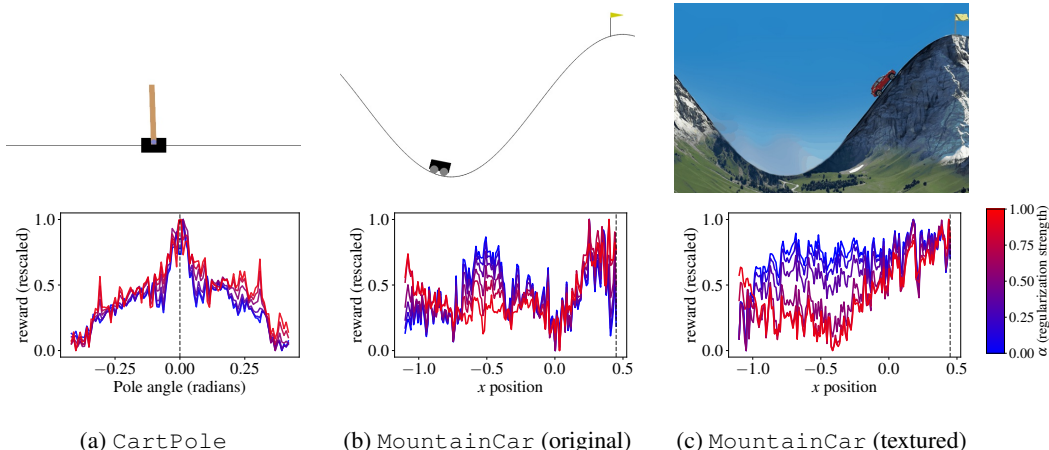 1.0
0.5
0.0
reward (rescaled)
−0.25 0.00 0.25
Pole angle (radians)
(a) CartPole
1.0
0.5
0.0
reward (rescaled)
−1.0 −0.5 0.0 0.5
x position
(b) MountainCar (original)
1.0
0.5
0.0
reward (rescaled)
−1.0 −0.5 0.0 0.5
x position
(c) MountainCar (textured)
1.00
0.75
0.50
0.25
0.00
α (regularization strength)